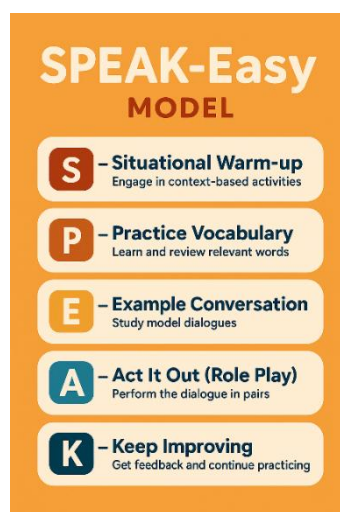 SPEAK-Easy
MODEL
S – Situational Warm-up
Engage in context-based activities
P – Practice Vocabulary
Learn and review relevant words
E – Example Conversation
Study model dialogues
A – Act It Out (Role Play)
Perform the dialogue in pairs
K – Keep Improving
Get feedback and continue practicing